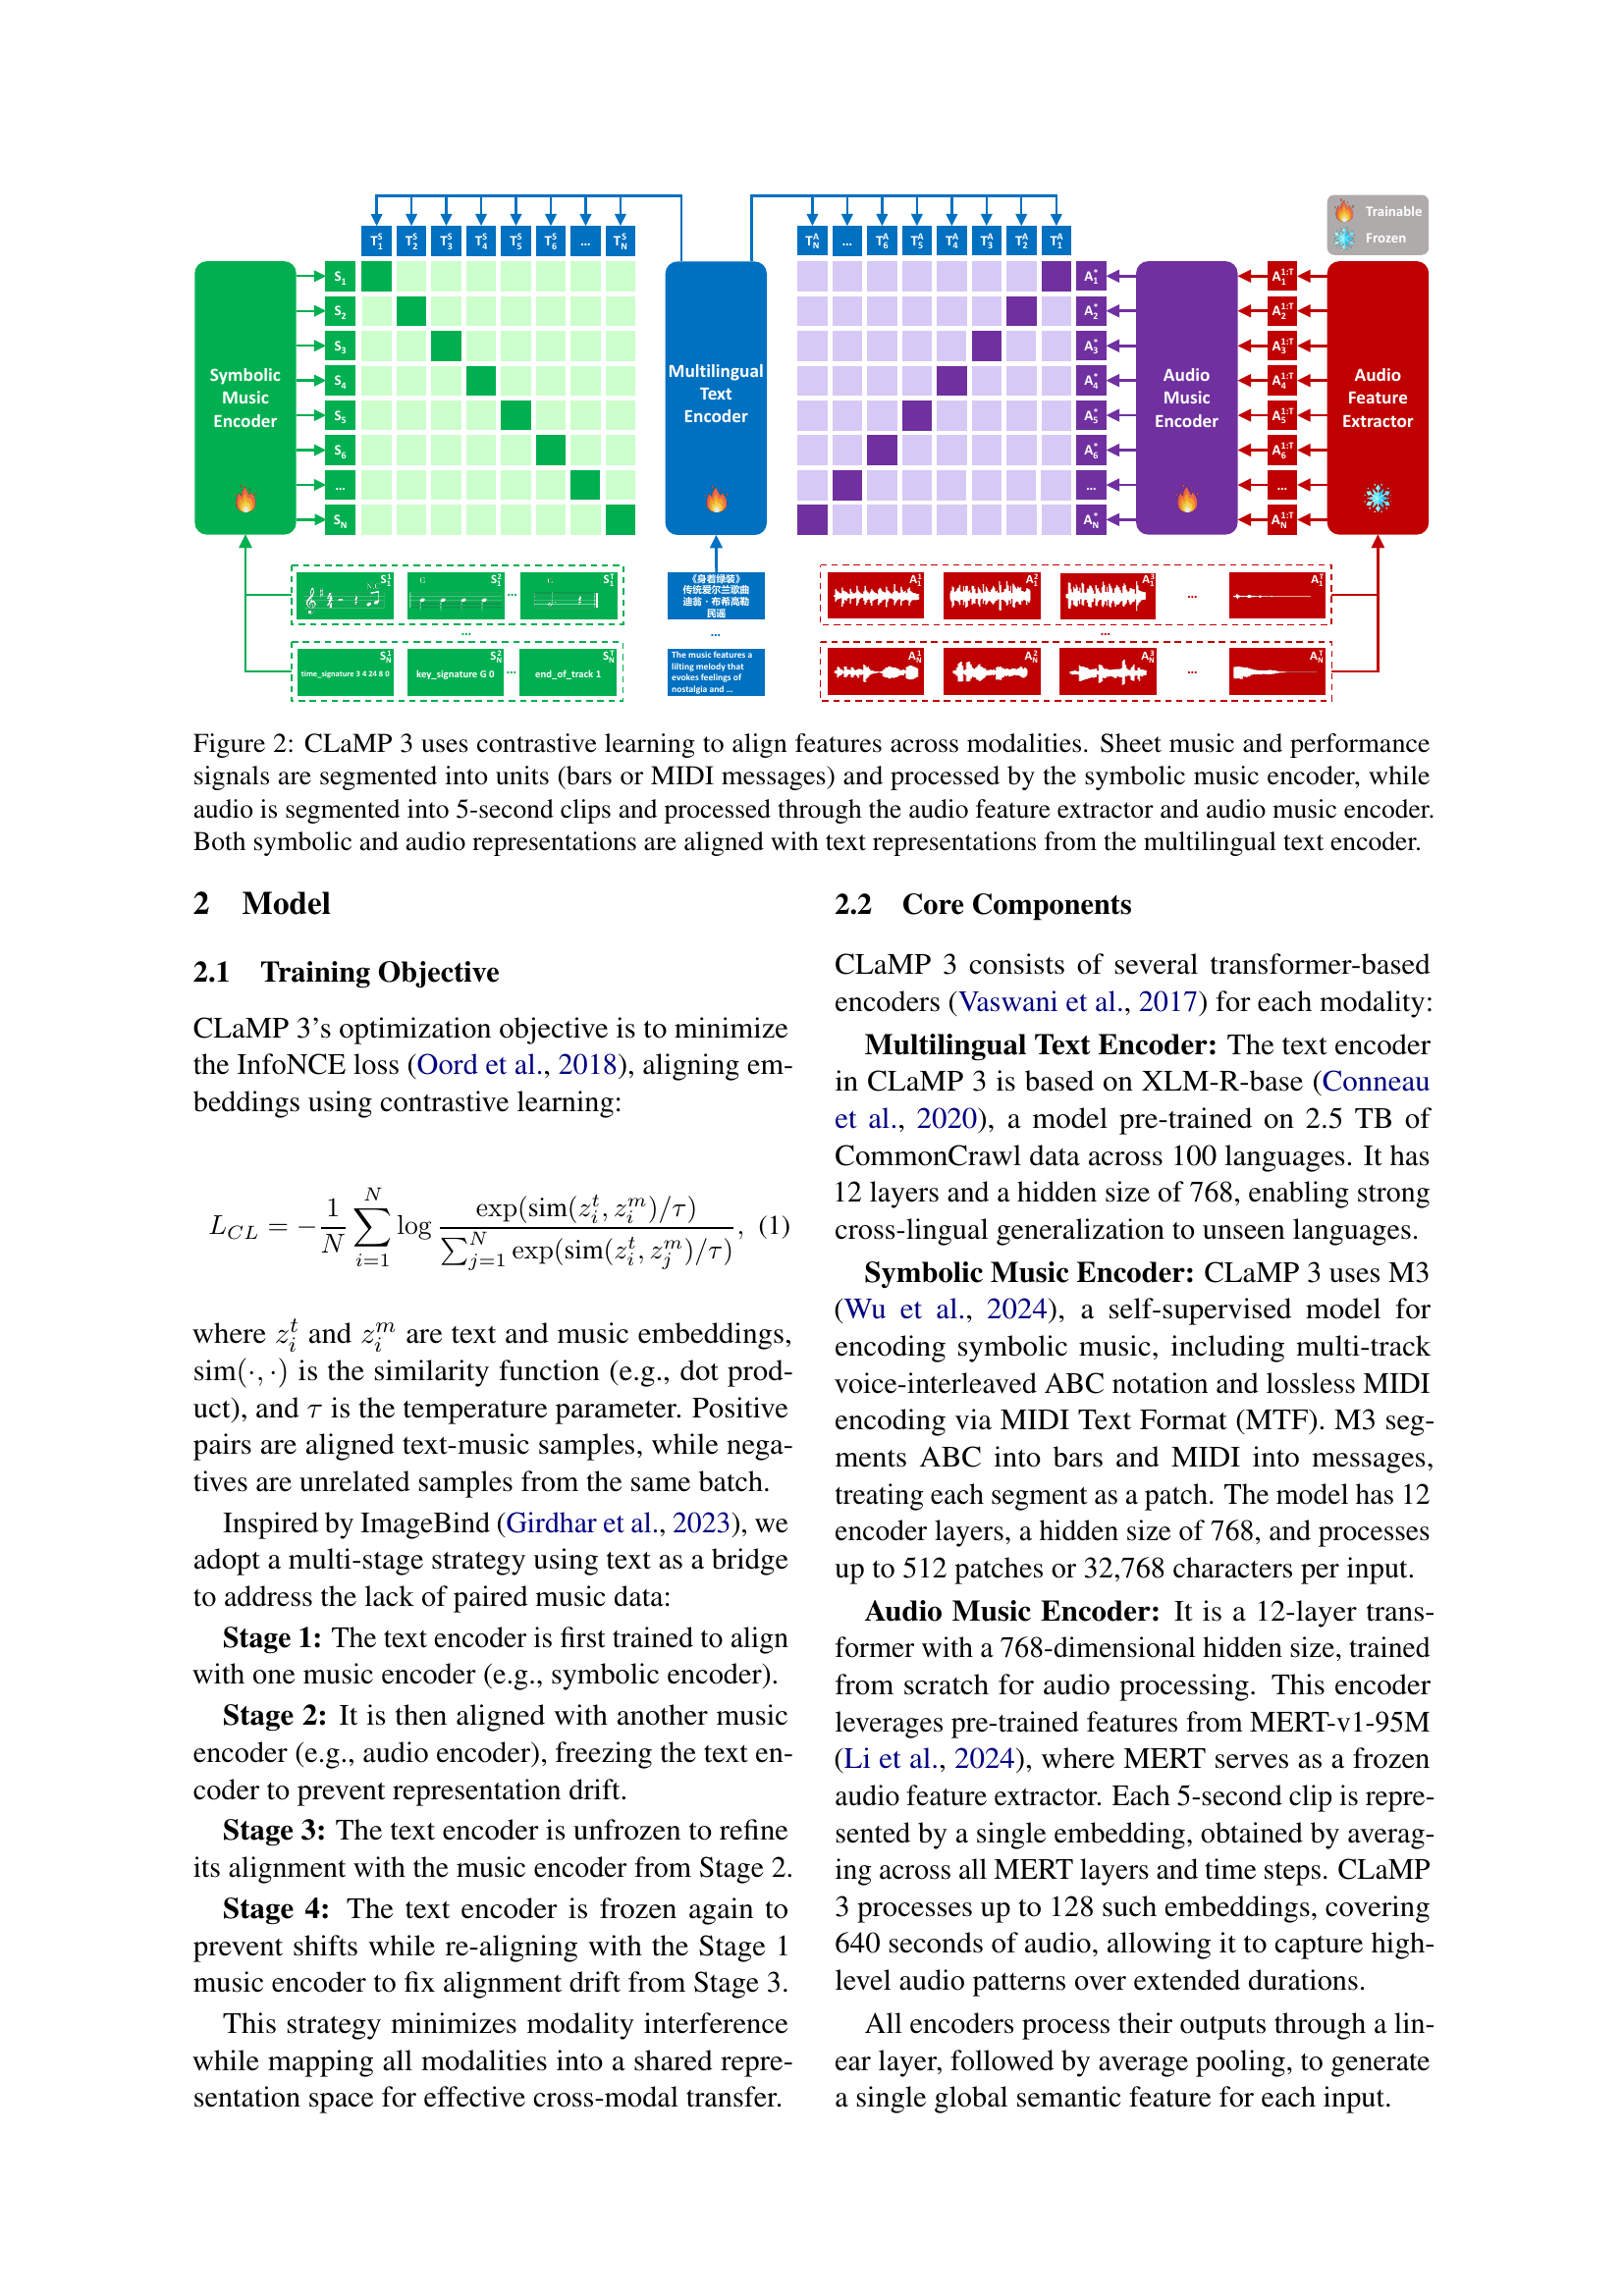 T_1^S T_2^S T_3^S T_4^S T_5^S T_6^S ... T_N^S
T_N^A ... T_6^A T_5^A T_4^A T_3^A T_2^A T_1^A
Trainable
Frozen
Symbolic
Music
Encoder
S_1
S_2
S_3
S_4
S_5
S_6
...
S_N
Multilingual
Text
Encoder
A_1^*
A_2^*
A_3^*
A_4^*
A_5^*
A_6^*
...
A_N^*
Audio
Music
Encoder
A_1^{1:T}
A_2^{1:T}
A_3^{1:T}
A_4^{1:T}
A_5^{1:T}
A_6^{1:T}
...
A_N^{1:T}
Audio
Feature
Extractor
N.C. S_1^1
G S_1^2
...
G S_1^T
...
time_signature 3 4 24 8 0 S_N^1
key_signature G 0 S_N^2
...
end_of_track 1 S_N^T
《身着绿装》
传统爱尔兰歌曲
迪翁·布希高勒
民谣
...
The music features a
lilting melody that
evokes feelings of
nostalgia and ...
A_1^1 A_1^2 A_1^3 ... A_1^T
...
A_N^1 A_N^2 A_N^3 ... A_N^T
Figure 2: CLaMP 3 uses contrastive learning to align features across modalities. Sheet music and performance
signals are segmented into units (bars or MIDI messages) and processed by the symbolic music encoder, while
audio is segmented into 5-second clips and processed through the audio feature extractor and audio music encoder.
Both symbolic and audio representations are aligned with text representations from the multilingual text encoder.
2 Model
2.1 Training Objective
CLaMP 3's optimization objective is to minimize
the InfoNCE loss (Oord et al., 2018), aligning em-
beddings using contrastive learning:
L_{CL} = -\frac{1}{N} \sum_{i=1}^{N} \log \frac{\exp(\text{sim}(z_i^t, z_i^m)/\tau)}{\sum_{j=1}^{N} \exp(\text{sim}(z_i^t, z_j^m)/\tau)}, (1)
where z_i^t and z_i^m are text and music embeddings,
sim(·, ·) is the similarity function (e.g., dot prod-
uct), and τ is the temperature parameter. Positive
pairs are aligned text-music samples, while nega-
tives are unrelated samples from the same batch.
Inspired by ImageBind (Girdhar et al., 2023), we
adopt a multi-stage strategy using text as a bridge
to address the lack of paired music data:
Stage 1: The text encoder is first trained to align
with one music encoder (e.g., symbolic encoder).
Stage 2: It is then aligned with another music
encoder (e.g., audio encoder), freezing the text en-
coder to prevent representation drift.
Stage 3: The text encoder is unfrozen to refine
its alignment with the music encoder from Stage 2.
Stage 4: The text encoder is frozen again to
prevent shifts while re-aligning with the Stage 1
music encoder to fix alignment drift from Stage 3.
This strategy minimizes modality interference
while mapping all modalities into a shared repre-
sentation space for effective cross-modal transfer.
2.2 Core Components
CLaMP 3 consists of several transformer-based
encoders (Vaswani et al., 2017) for each modality:
Multilingual Text Encoder: The text encoder
in CLaMP 3 is based on XLM-R-base (Conneau
et al., 2020), a model pre-trained on 2.5 TB of
CommonCrawl data across 100 languages. It has
12 layers and a hidden size of 768, enabling strong
cross-lingual generalization to unseen languages.
Symbolic Music Encoder: CLaMP 3 uses M3
(Wu et al., 2024), a self-supervised model for
encoding symbolic music, including multi-track
voice-interleaved ABC notation and lossless MIDI
encoding via MIDI Text Format (MTF). M3 seg-
ments ABC into bars and MIDI into messages,
treating each segment as a patch. The model has 12
encoder layers, a hidden size of 768, and processes
up to 512 patches or 32,768 characters per input.
Audio Music Encoder: It is a 12-layer trans-
former with a 768-dimensional hidden size, trained
from scratch for audio processing. This encoder
leverages pre-trained features from MERT-v1-95M
(Li et al., 2024), where MERT serves as a frozen
audio feature extractor. Each 5-second clip is repre-
sented by a single embedding, obtained by averag-
ing across all MERT layers and time steps. CLaMP
3 processes up to 128 such embeddings, covering
640 seconds of audio, allowing it to capture high-
level audio patterns over extended durations.
All encoders process their outputs through a lin-
ear layer, followed by average pooling, to generate
a single global semantic feature for each input.